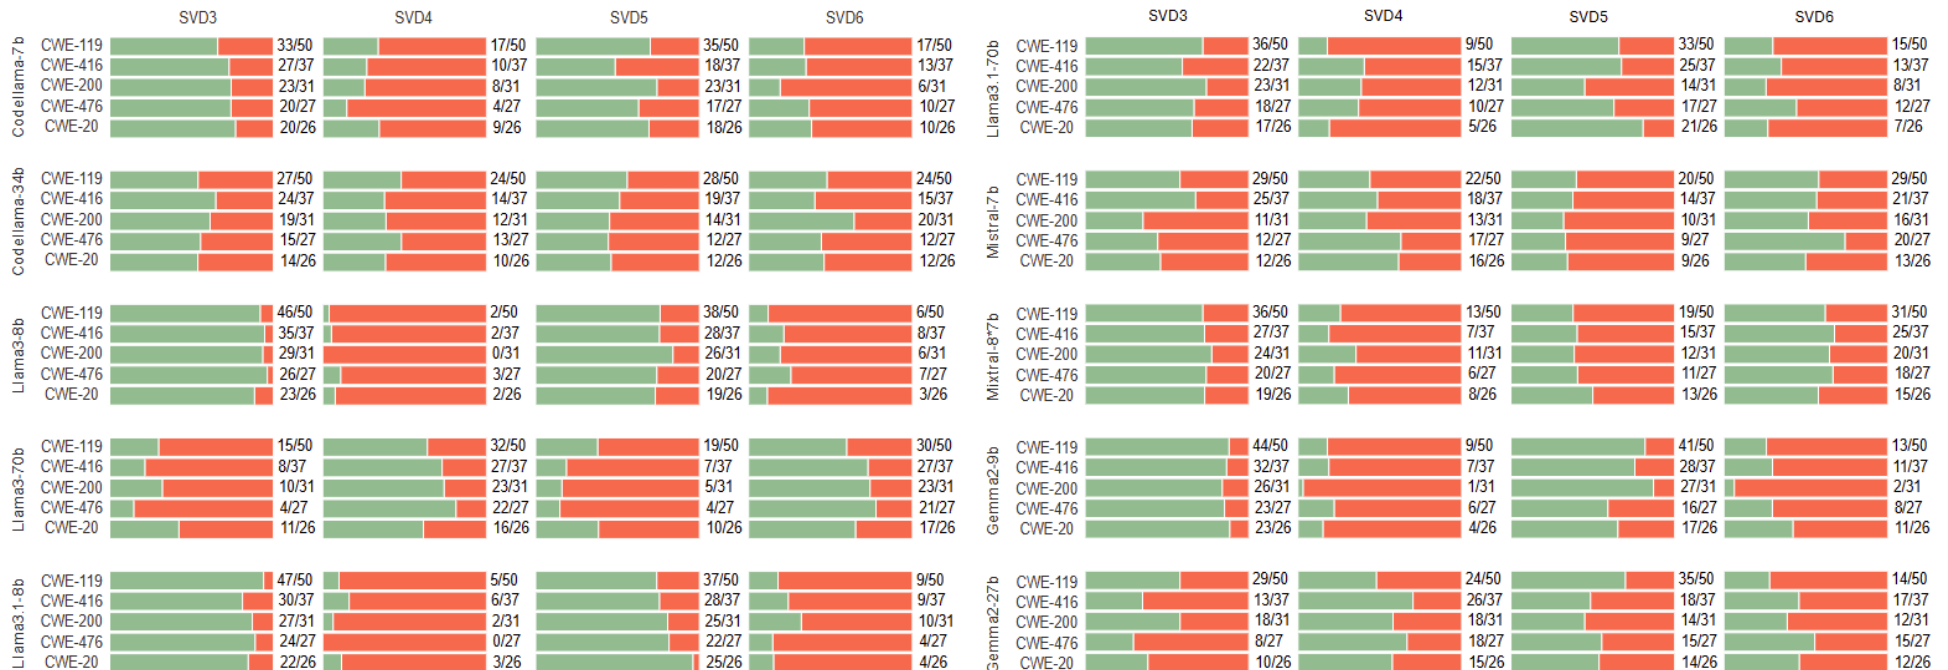 SVD3 SVD4 SVD5 SVD6
Codellama-7b
CWE-119 33/50 17/50 35/50 17/50
CWE-416 27/37 10/37 18/37 13/37
CWE-200 23/31 8/31 23/31 6/31
CWE-476 20/27 4/27 17/27 10/27
CWE-20 20/26 9/26 18/26 10/26
Codellama-34b
CWE-119 27/50 24/50 28/50 24/50
CWE-416 24/37 14/37 19/37 15/37
CWE-200 19/31 12/31 14/31 20/31
CWE-476 15/27 13/27 12/27 12/27
CWE-20 14/26 10/26 12/26 12/26
Llama3-8b
CWE-119 46/50 2/50 38/50 6/50
CWE-416 35/37 2/37 28/37 8/37
CWE-200 29/31 0/31 26/31 6/31
CWE-476 26/27 3/27 20/27 7/27
CWE-20 23/26 2/26 19/26 3/26
Llama3-70b
CWE-119 15/50 32/50 19/50 30/50
CWE-416 8/37 27/37 7/37 27/37
CWE-200 10/31 23/31 5/31 23/31
CWE-476 4/27 22/27 4/27 21/27
CWE-20 11/26 16/26 10/26 17/26
Llama3.1-8b
CWE-119 47/50 5/50 37/50 9/50
CWE-416 30/37 6/37 28/37 9/37
CWE-200 27/31 2/31 25/31 10/31
CWE-476 24/27 0/27 22/27 4/27
CWE-20 22/26 3/26 25/26 4/26
SVD3 SVD4 SVD5 SVD6
Llama3.1-70b
CWE-119 36/50 9/50 33/50 15/50
CWE-416 22/37 15/37 25/37 13/37
CWE-200 23/31 12/31 14/31 8/31
CWE-476 18/27 10/27 17/27 12/27
CWE-20 17/26 5/26 21/26 7/26
Mistral-7b
CWE-119 29/50 22/50 20/50 29/50
CWE-416 25/37 18/37 14/37 21/37
CWE-200 11/31 13/31 10/31 16/31
CWE-476 12/27 17/27 9/27 20/27
CWE-20 12/26 16/26 9/26 13/26
Mixtral-8*7b
CWE-119 36/50 13/50 19/50 31/50
CWE-416 27/37 7/37 15/37 25/37
CWE-200 24/31 11/31 12/31 20/31
CWE-476 20/27 6/27 11/27 18/27
CWE-20 19/26 8/26 13/26 15/26
Gemma2-9b
CWE-119 44/50 9/50 41/50 13/50
CWE-416 32/37 7/37 28/37 11/37
CWE-200 26/31 1/31 27/31 2/31
CWE-476 23/27 6/27 16/27 8/27
CWE-20 23/26 4/26 17/26 11/26
Gemma2-27b
CWE-119 29/50 24/50 35/50 14/50
CWE-416 13/37 26/37 18/37 17/37
CWE-200 18/31 18/31 14/31 12/31
CWE-476 8/27 18/27 15/27 15/27
CWE-20 10/26 15/26 14/26 12/26